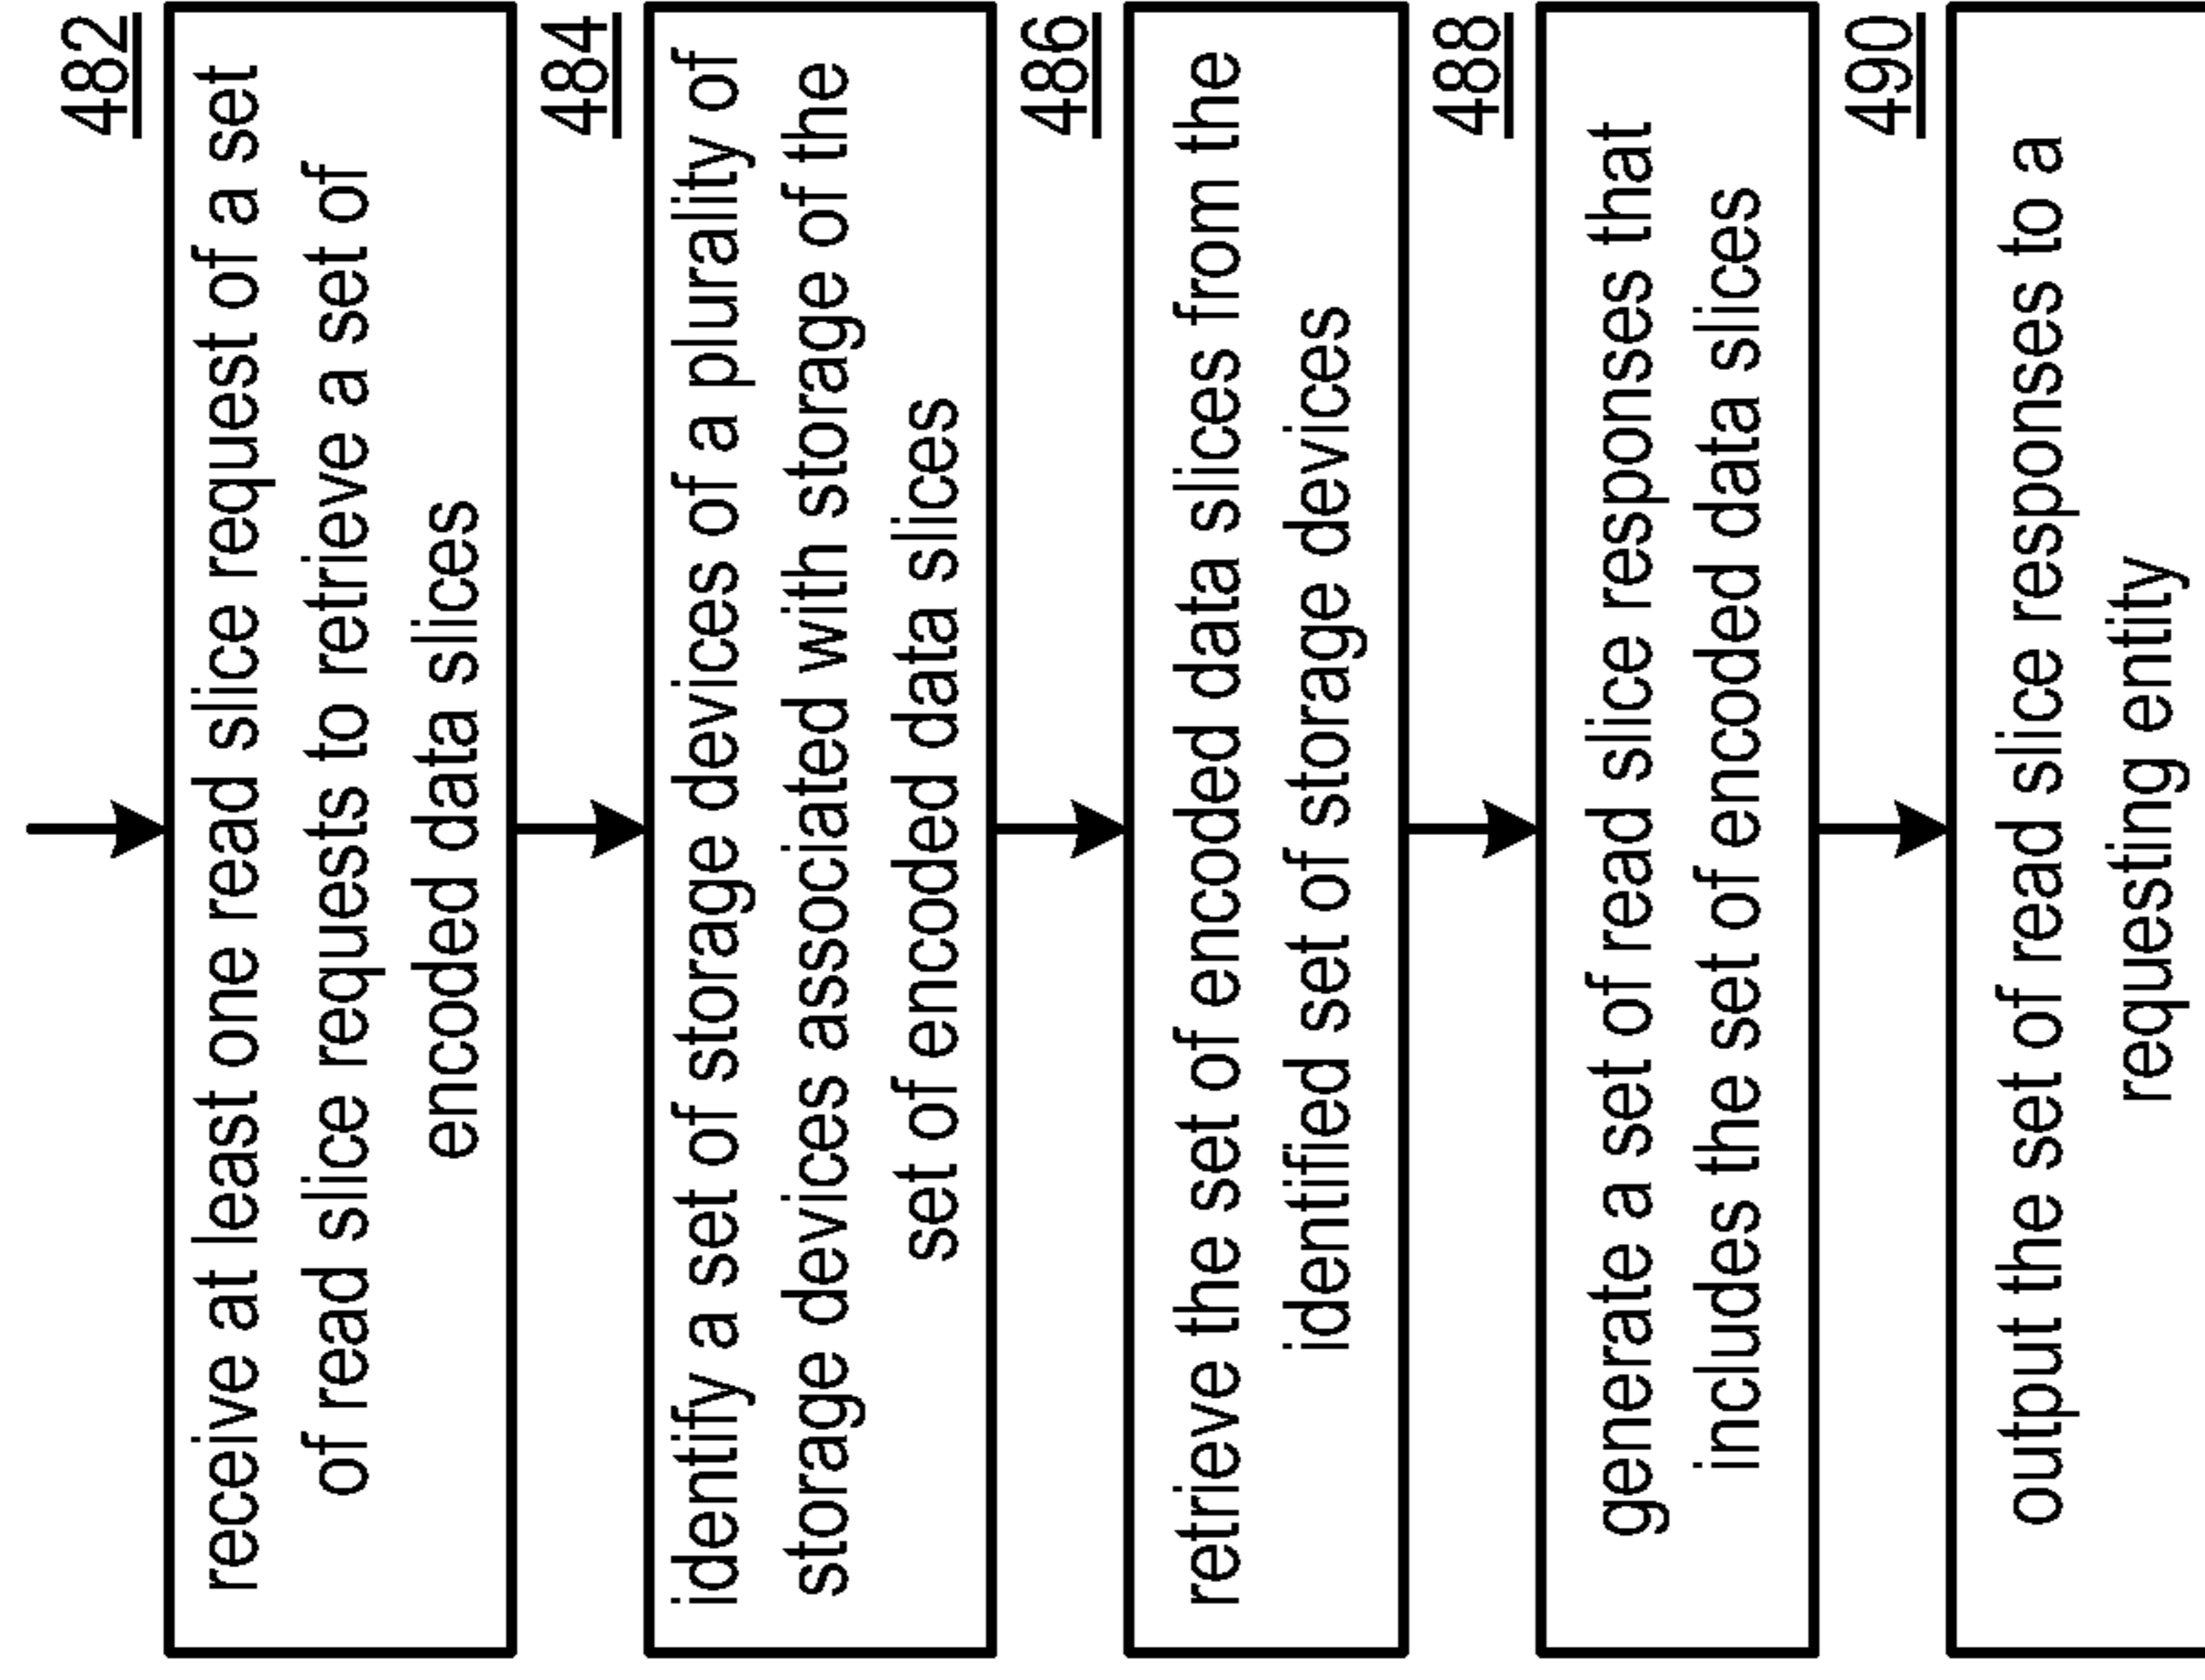 482
receive at least one read slice request of a set
of read slice requests to retrieve a set of
encoded data slices
484
identify a set of storage devices of a plurality of
storage devices associated with storage of the
set of encoded data slices
486
retrieve the set of encoded data slices from the
identified set of storage devices
488
generate a set of read slice responses that
includes the set of encoded data slices
490
output the set of read slice responses to a
requesting entity